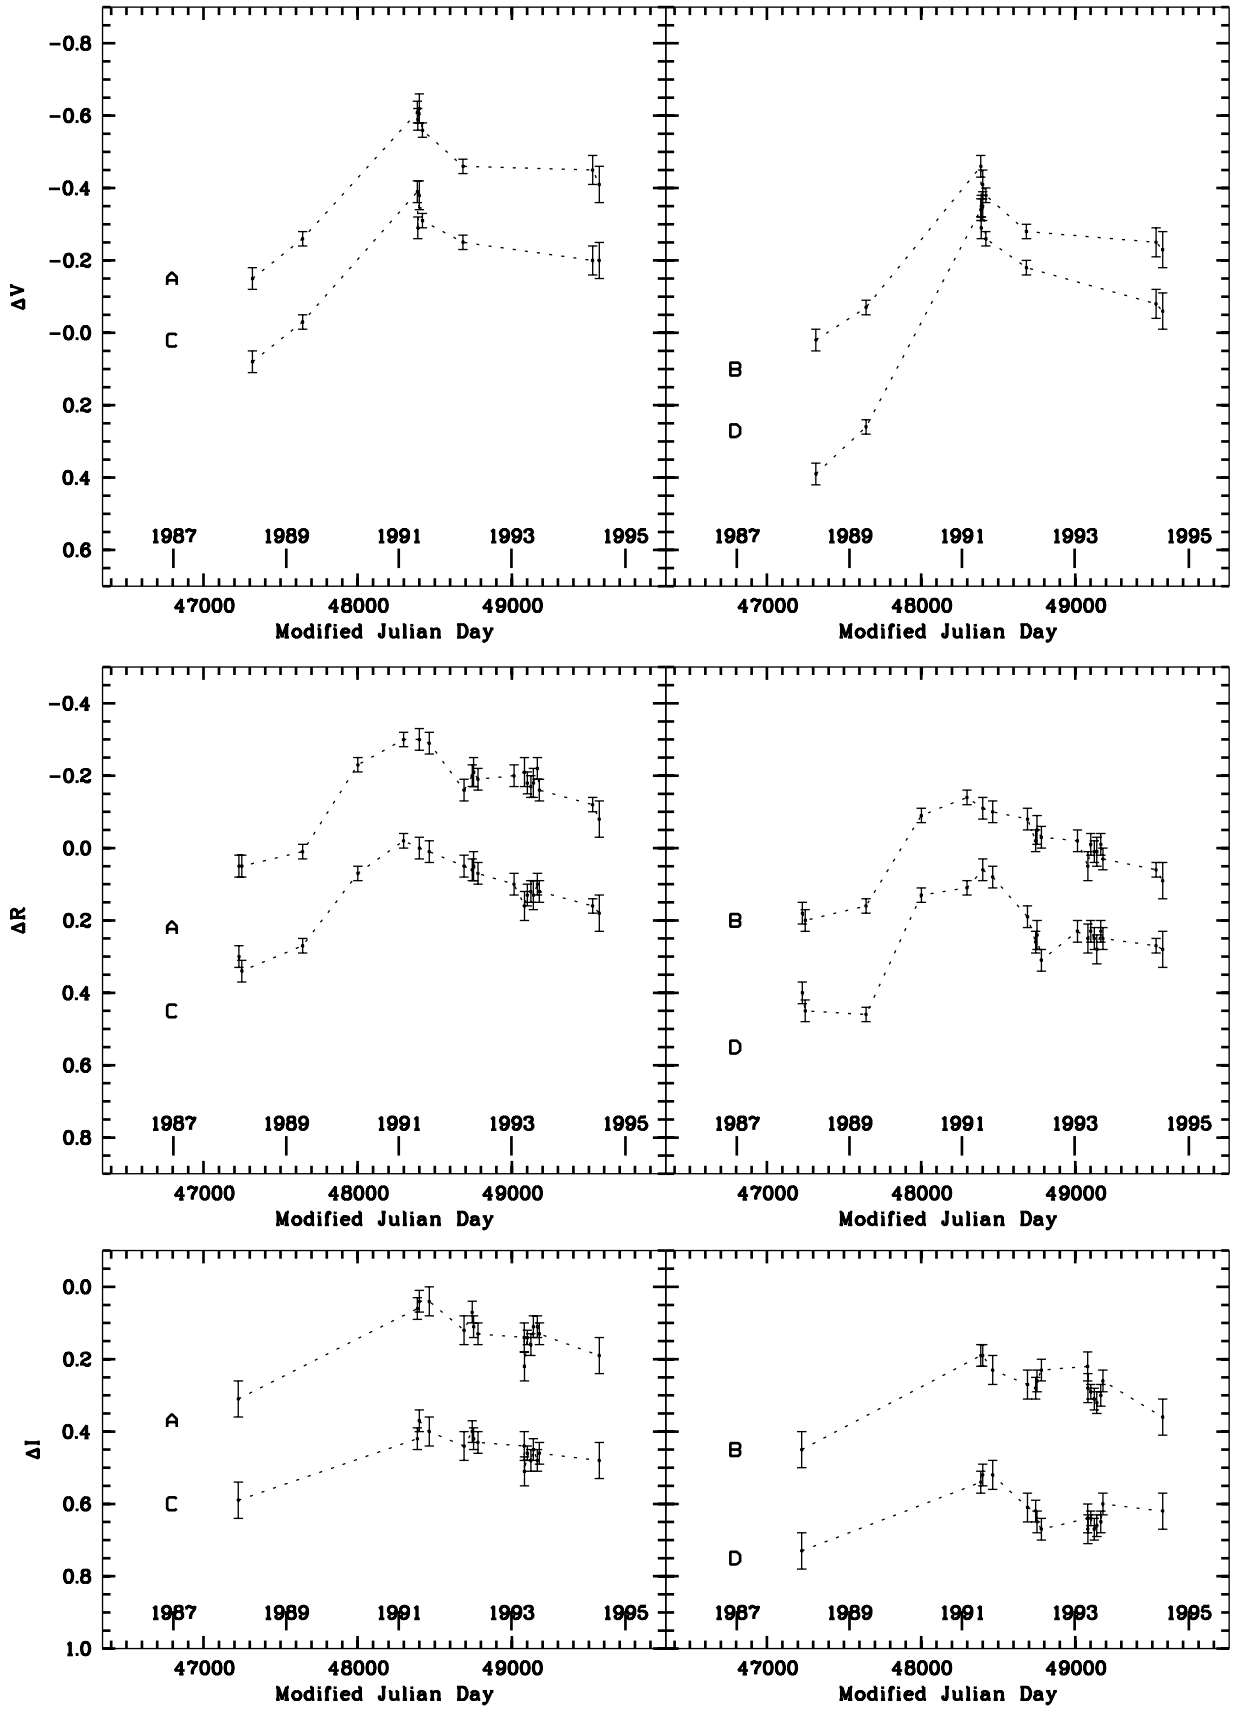 -0.8
-0.6
-0.4
-0.2
-0.0
0.2
0.4
0.6
ΔV
A
C
B
D
1987 1989 1991 1993 1995 1987 1989 1991 1993 1995
47000 48000 49000 47000 48000 49000
Modified Julian Day Modified Julian Day
-0.4
-0.2
0.0
0.2
0.4
0.6
0.8
ΔR
A
C
B
D
1987 1989 1991 1993 1995 1987 1989 1991 1993 1995
47000 48000 49000 47000 48000 49000
Modified Julian Day Modified Julian Day
0.0
0.2
0.4
0.6
0.8
1.0
ΔI
A
C
B
D
1987 1989 1991 1993 1995 1987 1989 1991 1993 1995
47000 48000 49000 47000 48000 49000
Modified Julian Day Modified Julian Day